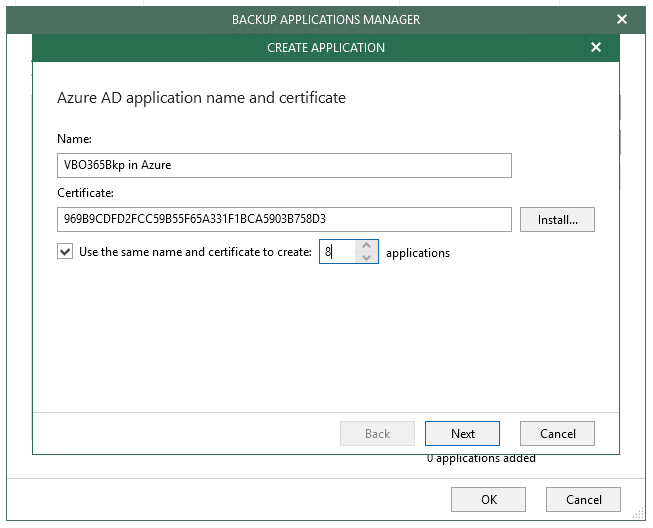 BACKUP APPLICATIONS MANAGER
CREATE APPLICATION
Azure AD application name and certificate
Name:
VBO365Bkp in Azure
Certificate:
969B9CDFD2FCC59B55F65A331F1BCA5903B758D3 Install...
Use the same name and certificate to create: 8 applications
Back Next Cancel
0 applications added
OK Cancel